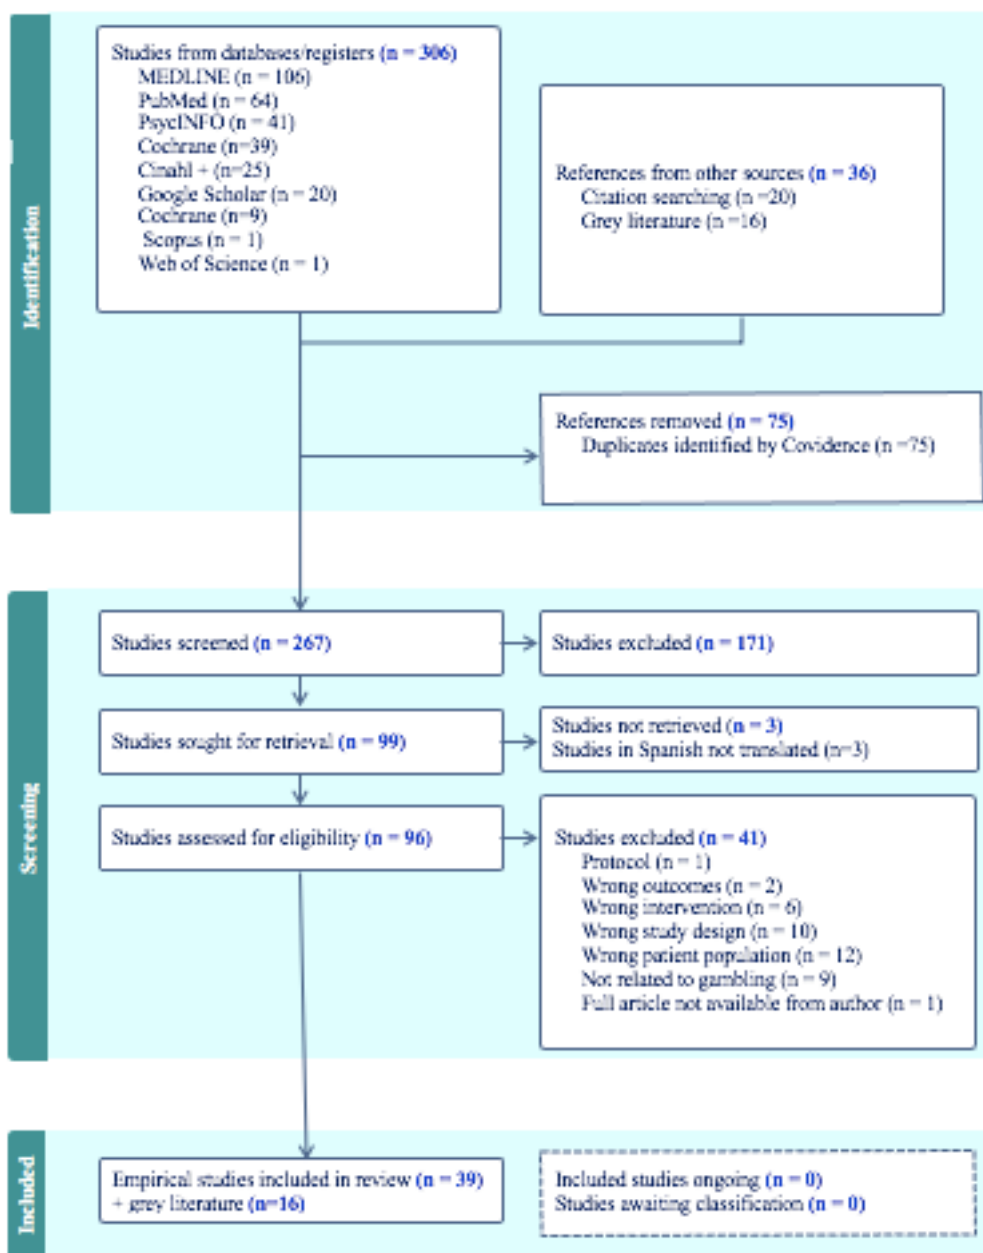 Identification
Studies from databases/registers (n = 306)
MEDLINE (n = 106)
PubMed (n = 64)
PsycINFO (n = 41)
Cochrane (n=39)
Cinahl + (n=25)
Google Scholar (n = 20)
Cochrane (n=9)
Scopus (n = 1)
Web of Science (n = 1)
References from other sources (n = 36)
Citation searching (n =20)
Grey literature (n =16)
References removed (n = 75)
Duplicates identified by Covidence (n =75)
Screening
Studies screened (n = 267)
Studies excluded (n = 171)
Studies sought for retrieval (n = 99)
Studies not retrieved (n = 3)
Studies in Spanish not translated (n=3)
Studies assessed for eligibility (n = 96)
Studies excluded (n = 41)
Protocol (n = 1)
Wrong outcomes (n = 2)
Wrong intervention (n = 6)
Wrong study design (n = 10)
Wrong patient population (n = 12)
Not related to gambling (n = 9)
Full article not available from author (n = 1)
Included
Empirical studies included in review (n = 39)
+ grey literature (n=16)
Included studies ongoing (n = 0)
Studies awaiting classification (n = 0)